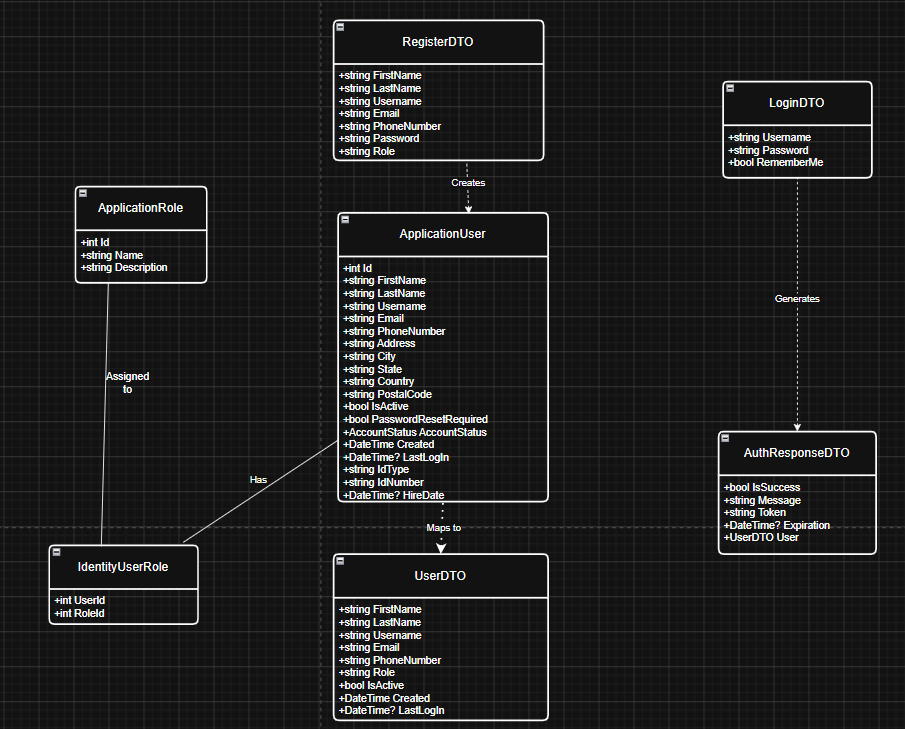 RegisterDTO
+string FirstName
+string LastName
+string Username
+string Email
+string PhoneNumber
+string Password
+string Role
LoginDTO
+string Username
+string Password
+bool RememberMe
Creates
ApplicationRole
+int Id
+string Name
+string Description
ApplicationUser
+int Id
+string FirstName
+string LastName
+string Username
+string Email
+string PhoneNumber
+string Address
+string City
+string State
+string Country
+string PostalCode
+bool IsActive
+bool PasswordResetRequired
+AccountStatus AccountStatus
+DateTime Created
+DateTime? LastLogIn
+string IdType
+string IdNumber
+DateTime? HireDate
Generates
Assigned
to
Has
AuthResponseDTO
+bool IsSuccess
+string Message
+string Token
+DateTime? Expiration
+UserDTO User
Maps to
IdentityUserRole
+int UserId
+int RoleId
UserDTO
+string FirstName
+string LastName
+string Username
+string Email
+string PhoneNumber
+string Role
+bool IsActive
+DateTime Created
+DateTime? LastLogIn